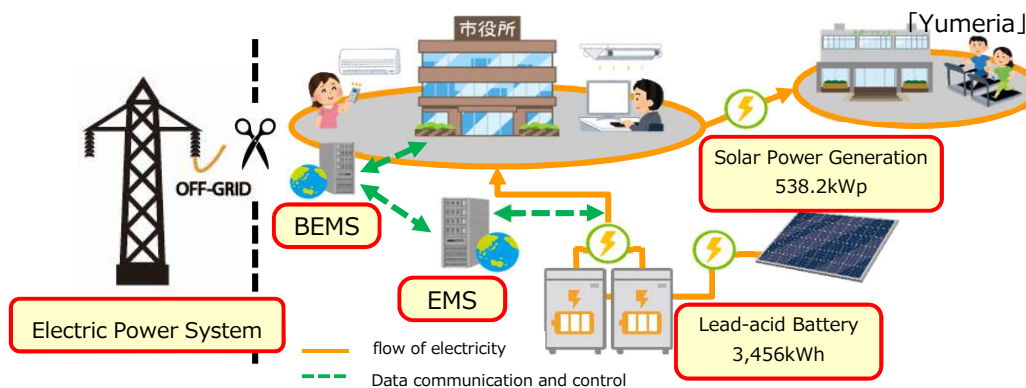 市役所
「Yumeria」
OFF-GRID
Solar Power Generation
538.2kWp
BEMS
EMS
Electric Power System
Lead-acid Battery
3,456kWh
flow of electricity
Data communication and control